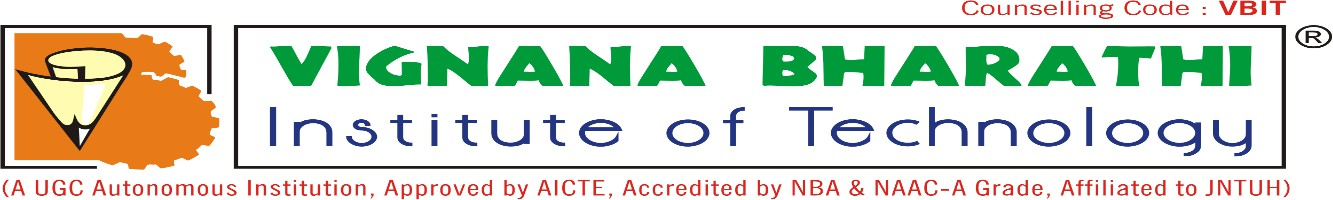 Counselling Code : VBIT
VIGNANA BHARATHI ®
Institute of Technology
(A UGC Autonomous Institution, Approved by AICTE, Accredited by NBA & NAAC-A Grade, Affiliated to JNTUH)